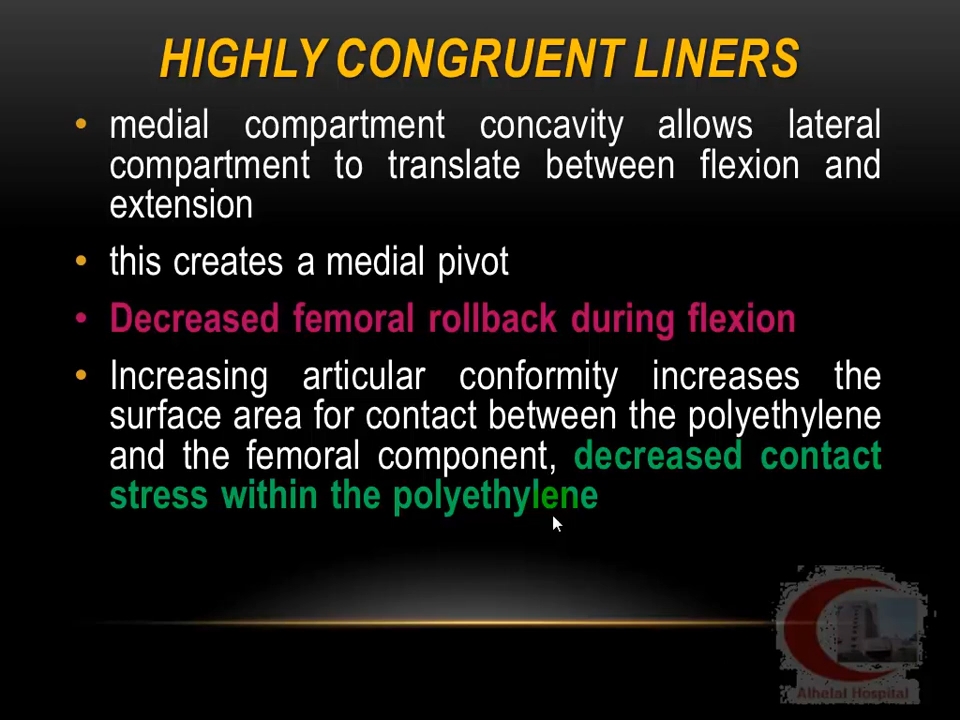 HIGHLY CONGRUENT LINERS
• medial compartment concavity allows lateral
compartment to translate between flexion and
extension
• this creates a medial pivot
• Decreased femoral rollback during flexion
• Increasing articular conformity increases the
surface area for contact between the polyethylene
and the femoral component, decreased contact
stress within the polyethylene
Alhelal Hospital